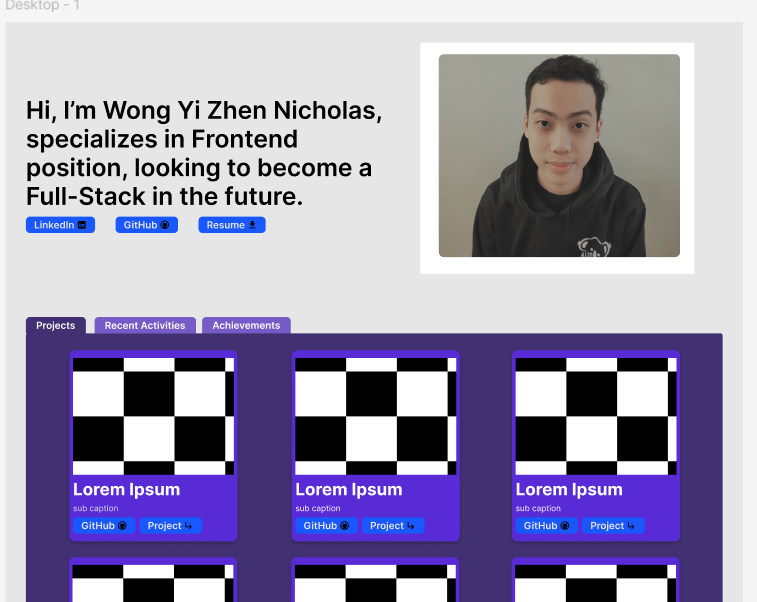 Desktop - 1
Hi, I’m Wong Yi Zhen Nicholas,
specializes in Frontend
position, looking to become a
Full-Stack in the future.
LinkedIn
GitHub
Resume
Projects
Recent Activities
Achievements
Lorem Ipsum
sub caption
GitHub
Project
Lorem Ipsum
sub caption
GitHub
Project
Lorem Ipsum
sub caption
GitHub
Project